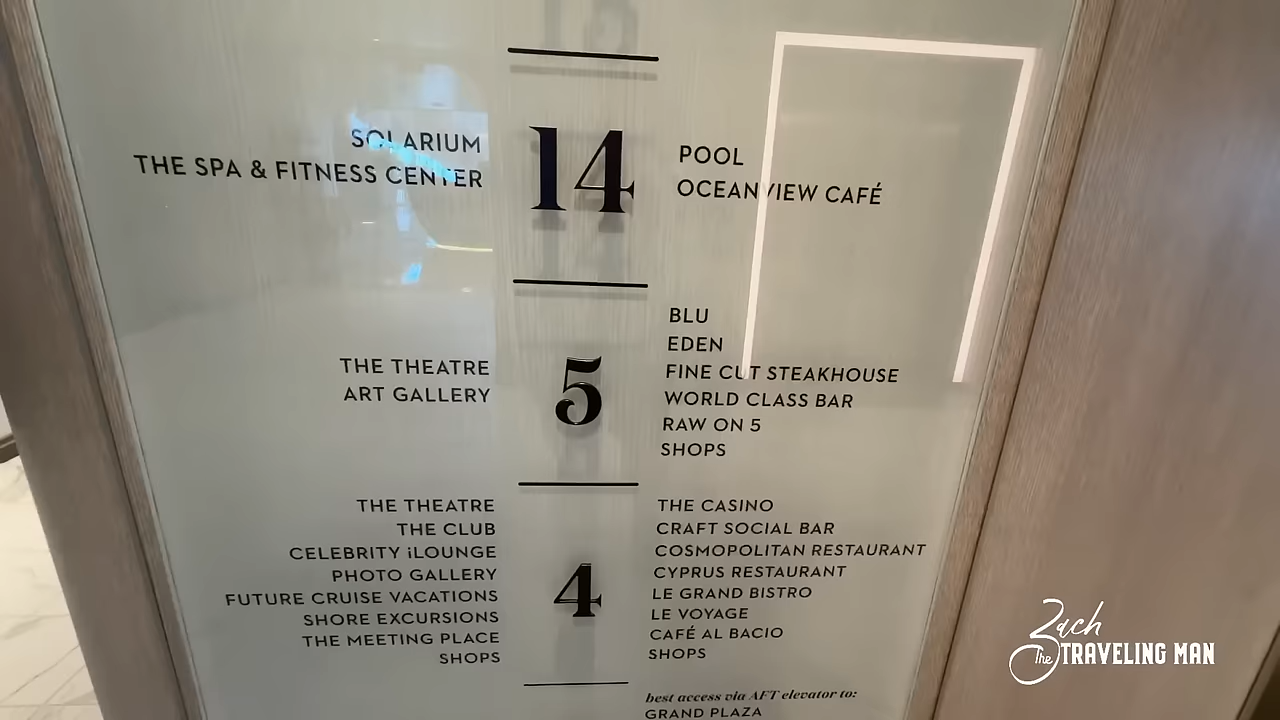 SOLARIUM
THE SPA & FITNESS CENTER
14
POOL
OCEANVIEW CAFÉ
THE THEATRE
ART GALLERY
5
BLU
EDEN
FINE CUT STEAKHOUSE
WORLD CLASS BAR
RAW ON 5
SHOPS
THE THEATRE
THE CLUB
CELEBRITY iLOUNGE
PHOTO GALLERY
FUTURE CRUISE VACATIONS
SHORE EXCURSIONS
THE MEETING PLACE
SHOPS
4
THE CASINO
CRAFT SOCIAL BAR
COSMOPOLITAN RESTAURANT
CYPRUS RESTAURANT
LE GRAND BISTRO
LE VOYAGE
CAFÉ AL BACIO
SHOPS
best access via AFT elevator to:
GRAND PLAZA
Zach
The TRAVELING MAN